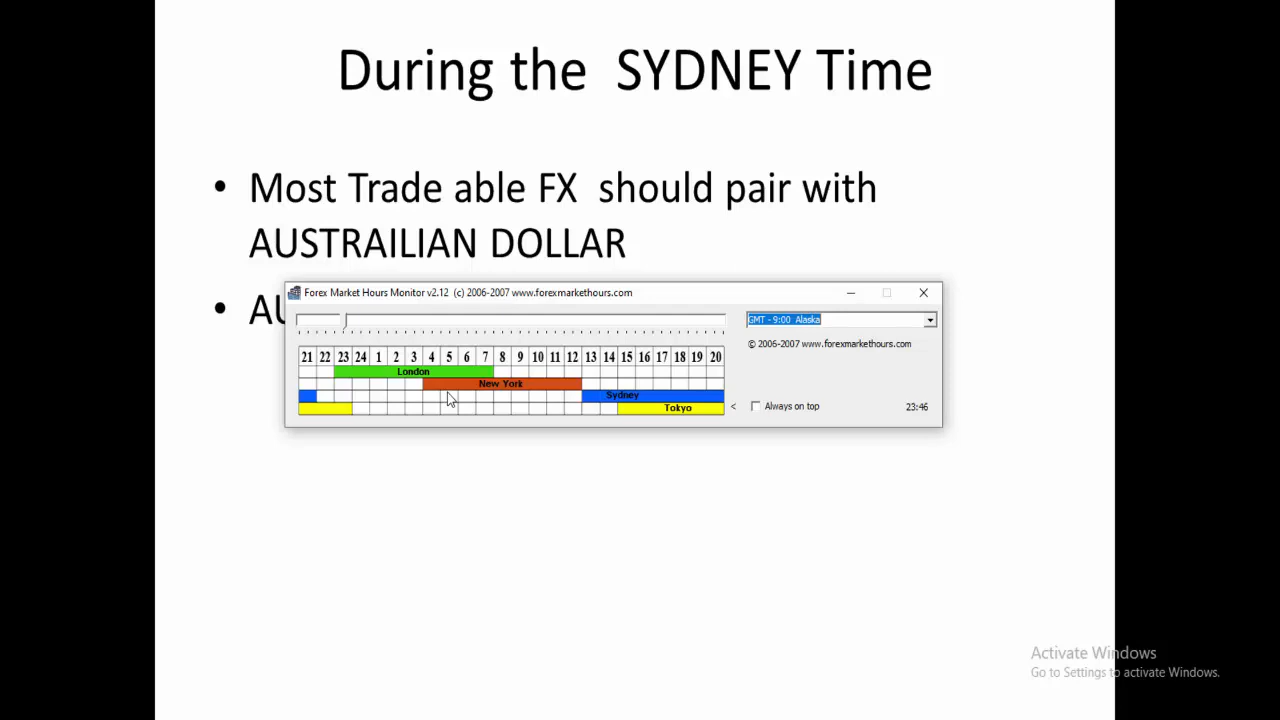 During the SYDNEY Time
• Most Trade able FX should pair with
AUSTRAILIAN DOLLAR
• AU
Forex Market Hours Monitor v2.12 (c) 2006-2007 www.forexmarkethours.com
GMT - 9:00 Alaska
© 2006-2007 www.forexmarkethours.com
21 22 23 24 1 2 3 4 5 6 7 8 9 10 11 12 13 14 15 16 17 18 19 20
London
New York
Sydney
Tokyo
< Always on top 23:46
Activate Windows
Go to Settings to activate Windows.